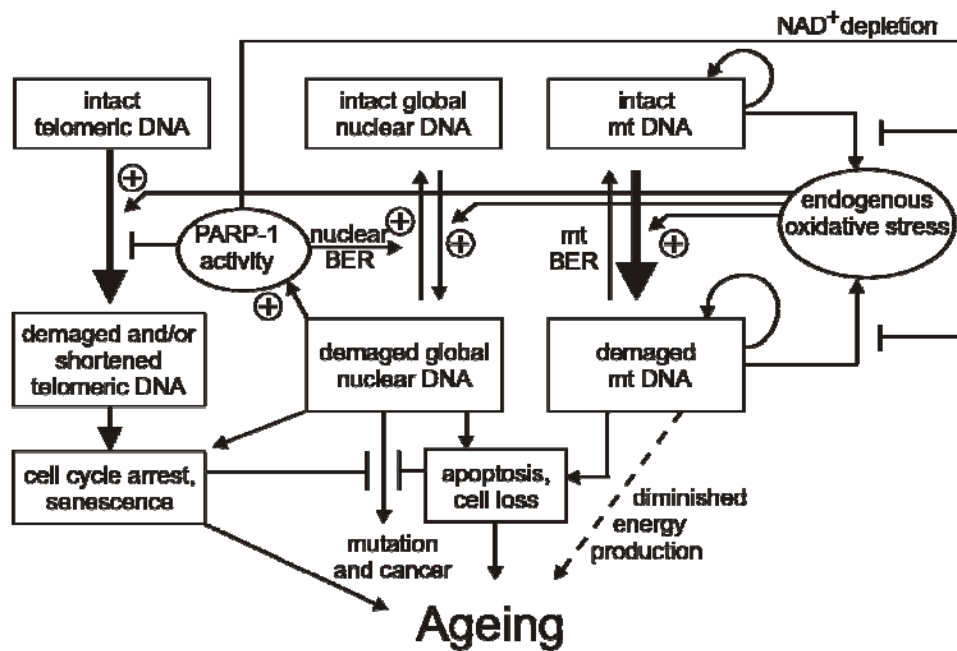 NAD+ depletion
intact
telomeric DNA
intact global
nuclear DNA
intact
mt DNA
+
endogenous
oxidative stress
PARP-1
activity
nuclear
BER
+
+
mt
BER
+
+
demaged and/or
shortened
telomeric DNA
demaged global
nuclear DNA
demaged
mt DNA
cell cycle arrest,
senescence
apoptosis,
cell loss
diminished
energy
production
mutation
and cancer
Ageing